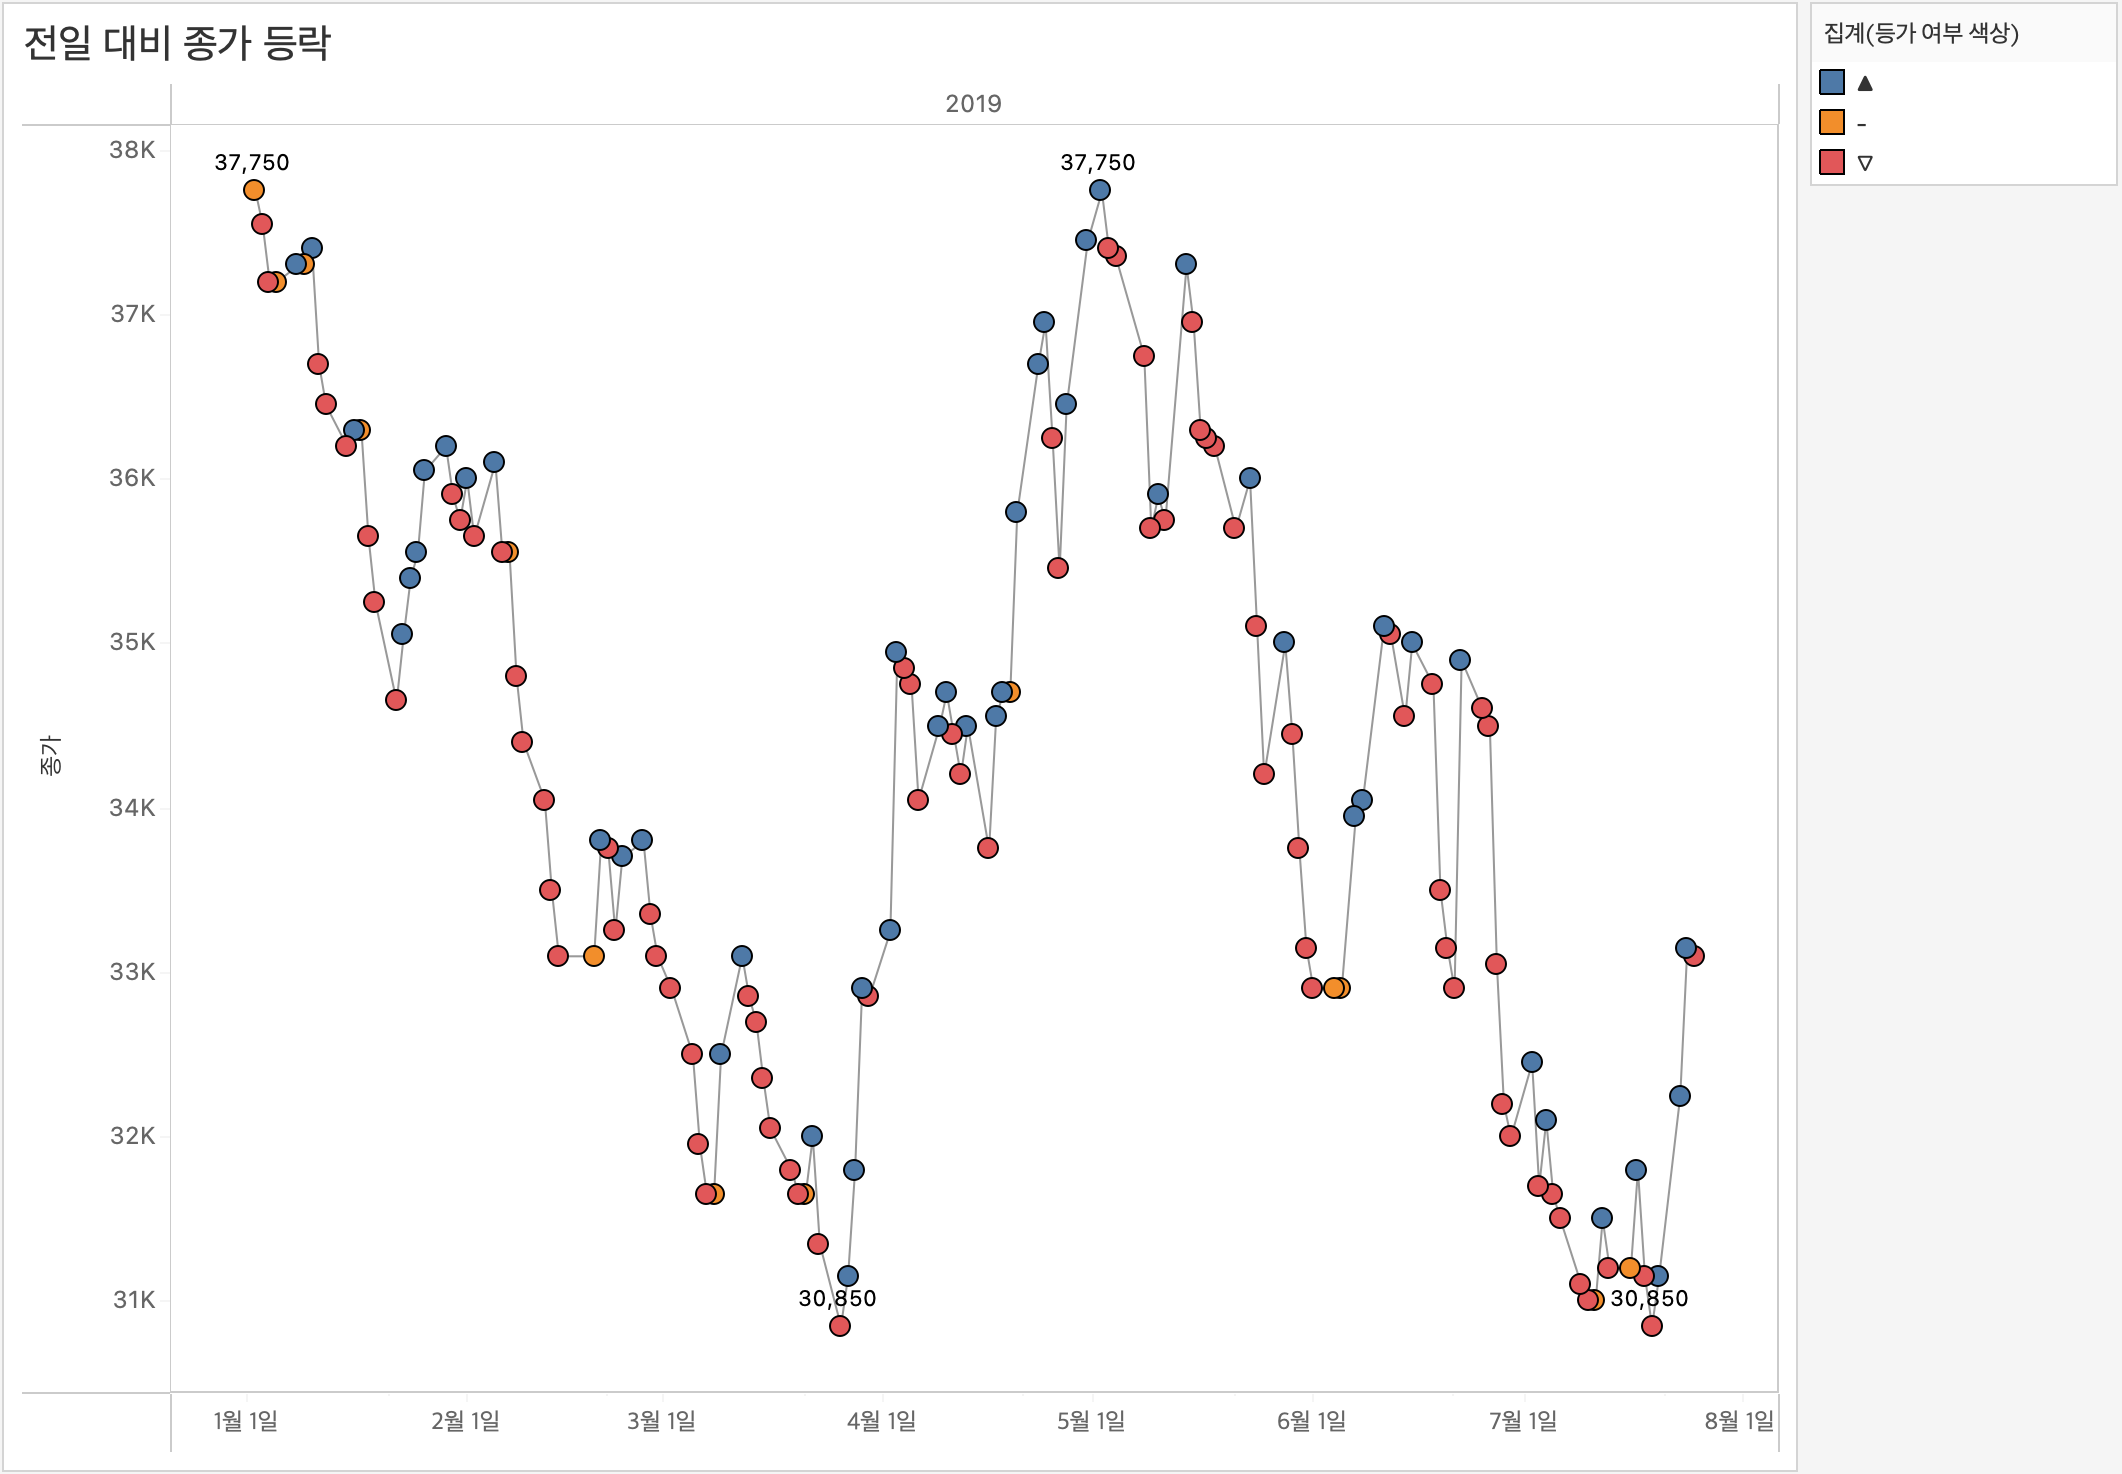 전일 대비 종가 등락
집계(등가 여부 색상)
▲
-
▽
2019
38K
37K
36K
35K
34K
33K
32K
31K
종가
37,750
37,750
30,850
30,850
1월 1일
2월 1일
3월 1일
4월 1일
5월 1일
6월 1일
7월 1일
8월 1일